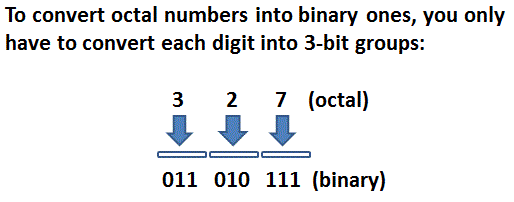 To convert octal numbers into binary ones, you only
have to convert each digit into 3-bit groups:
3 2 7 (octal)
011 010 111 (binary)